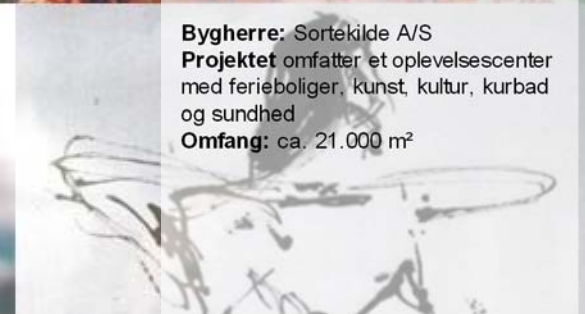 Bygherre: Sortekilde A/S
Projektet omfatter et oplevelsescenter
med ferieboliger, kunst, kultur, kurbad
og sundhed
Omfang: ca. 21.000 m²